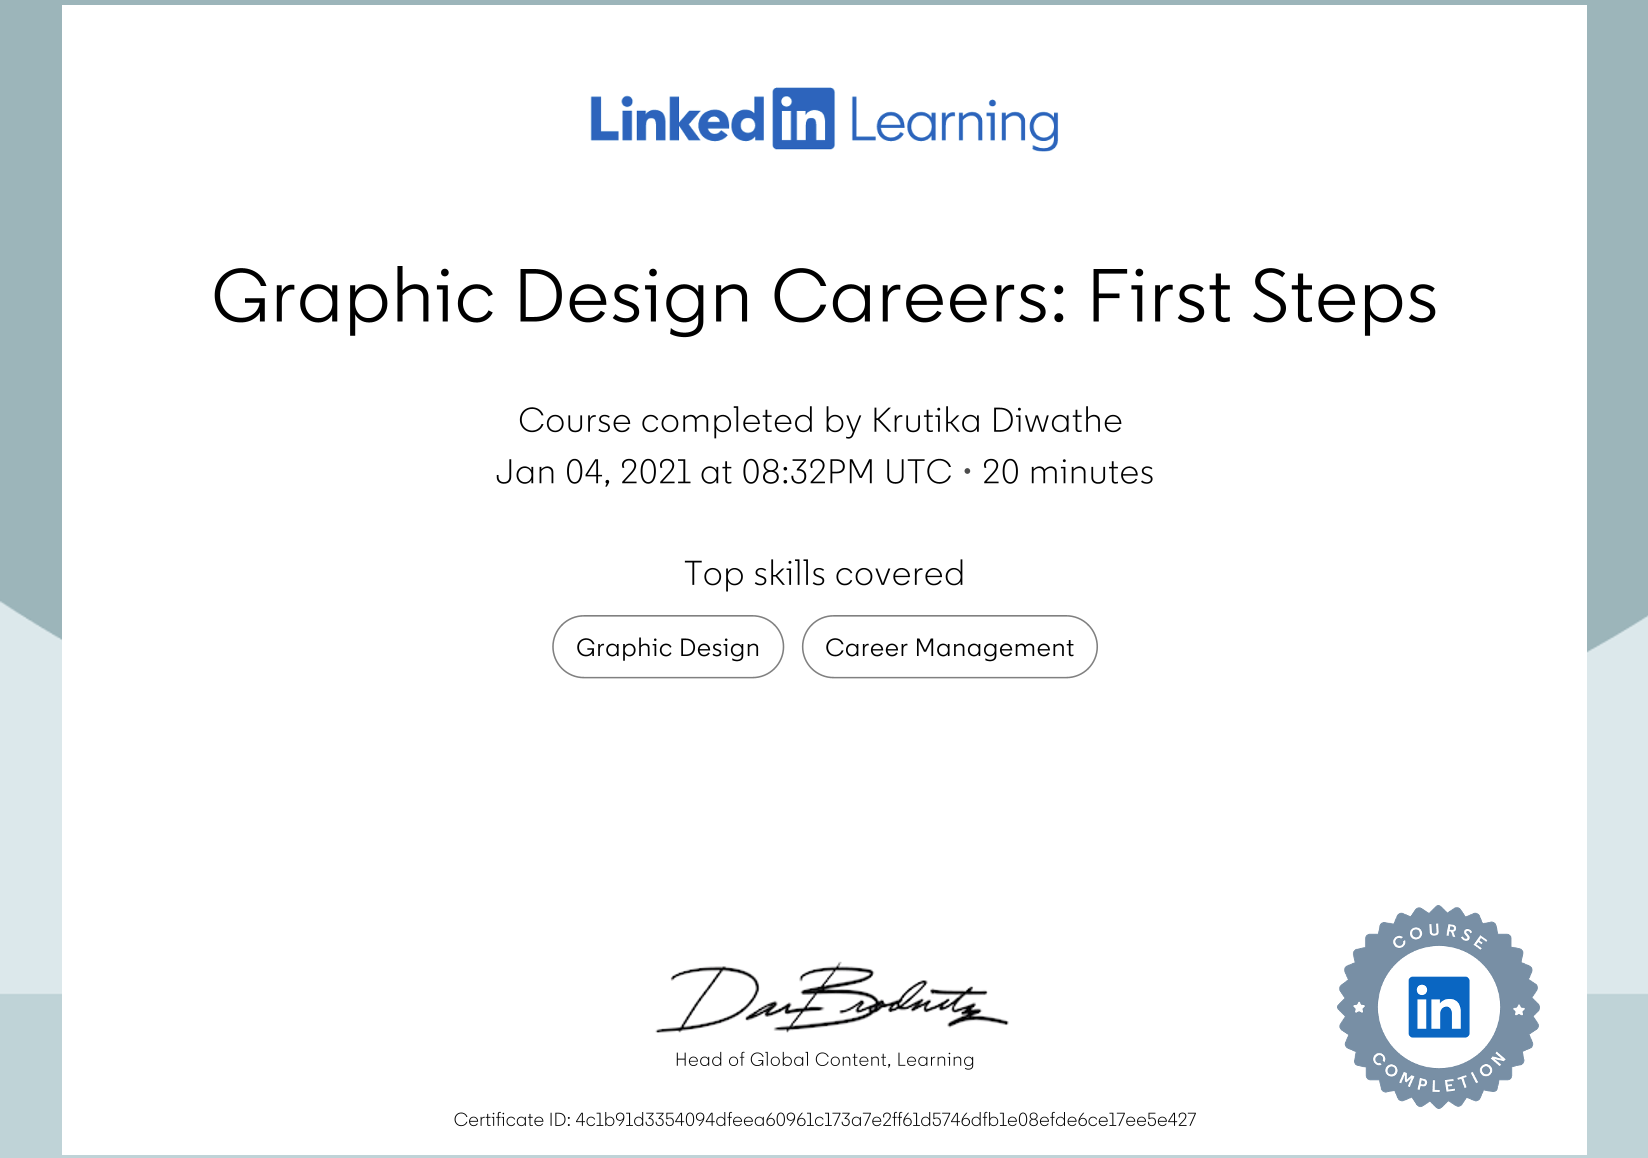 LinkedIn Learning
Graphic Design Careers: First Steps
Course completed by Krutika Diwathe
Jan 04, 2021 at 08:32PM UTC • 20 minutes
Top skills covered
Graphic Design
Career Management
Dan Brodnitz
Head of Global Content, Learning
COURSE
in
COMPLETION
Certificate ID: 4c1b91d3354094dfeea60961c173a7e2ff61d5746dfb1e08efde6ce17ee5e427